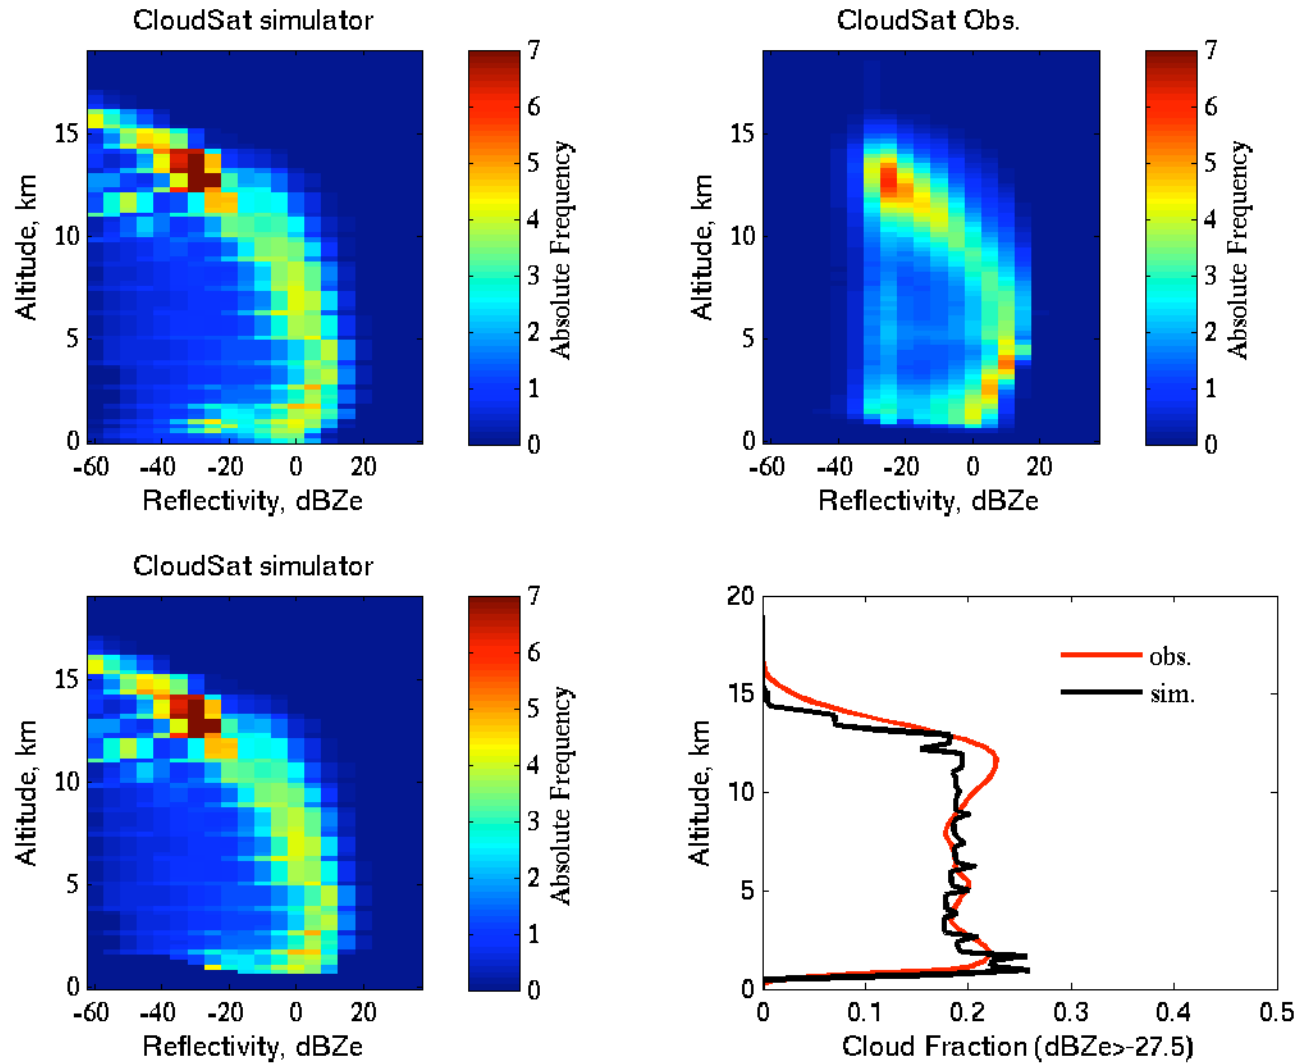 CloudSat simulator
Altitude, km
15
10
5
0
-60 -40 -20 0 20
Reflectivity, dBZe
7
6
5
4
3
2
1
0
Absolute Frequency
CloudSat Obs.
Altitude, km
15
10
5
0
-60 -40 -20 0 20
Reflectivity, dBZe
7
6
5
4
3
2
1
0
Absolute Frequency
CloudSat simulator
Altitude, km
15
10
5
0
-60 -40 -20 0 20
Reflectivity, dBZe
7
6
5
4
3
2
1
0
Absolute Frequency
Altitude, km
20
15
10
5
0
obs.
sim.
0 0.1 0.2 0.3 0.4 0.5
Cloud Fraction (dBZe>-27.5)